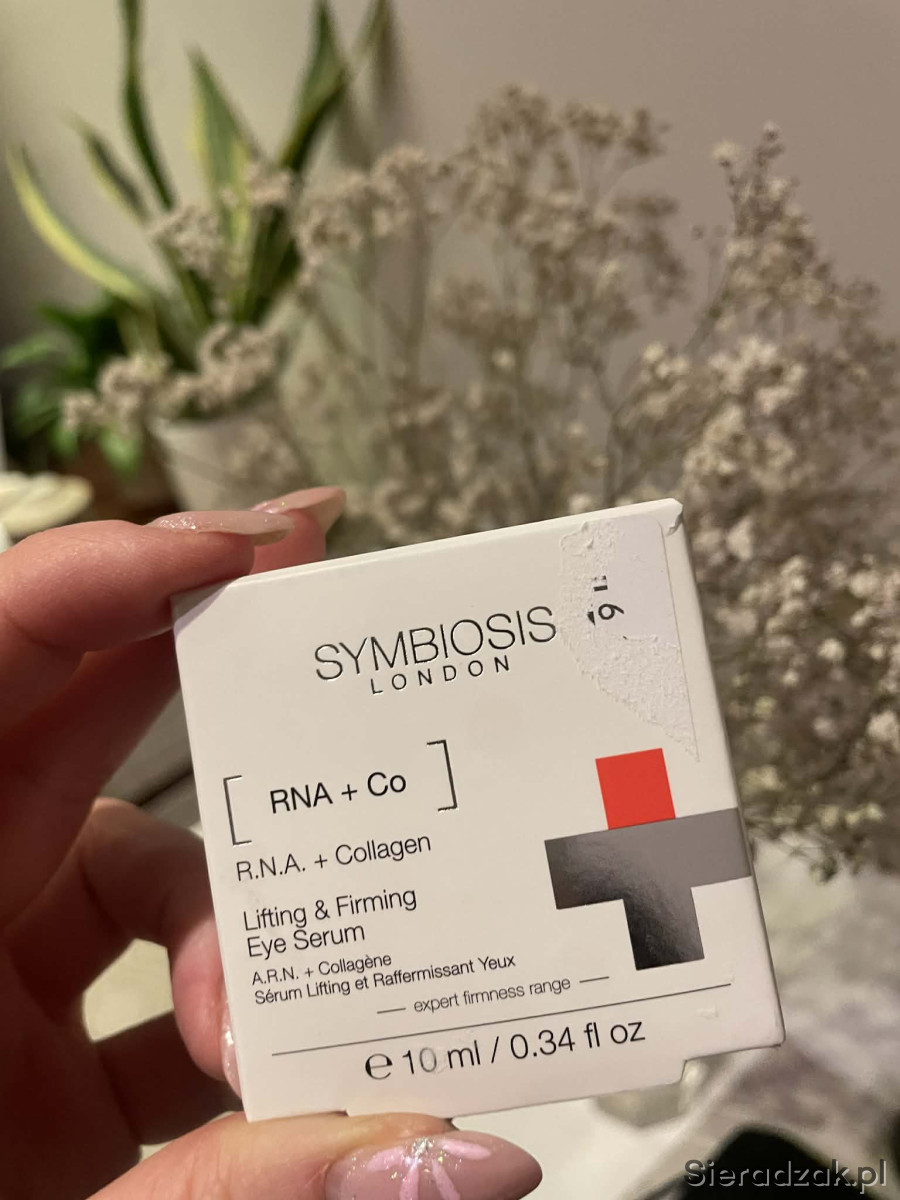 SYMBIOSIS
LONDON
[ RNA + Co ]
R.N.A. + Collagen
Lifting & Firming
Eye Serum
A.R.N. + Collagène
Sérum Lifting et Raffermissant Yeux
expert firmness range
℮ 10 ml / 0.34 fl oz
Sieradzak.pl